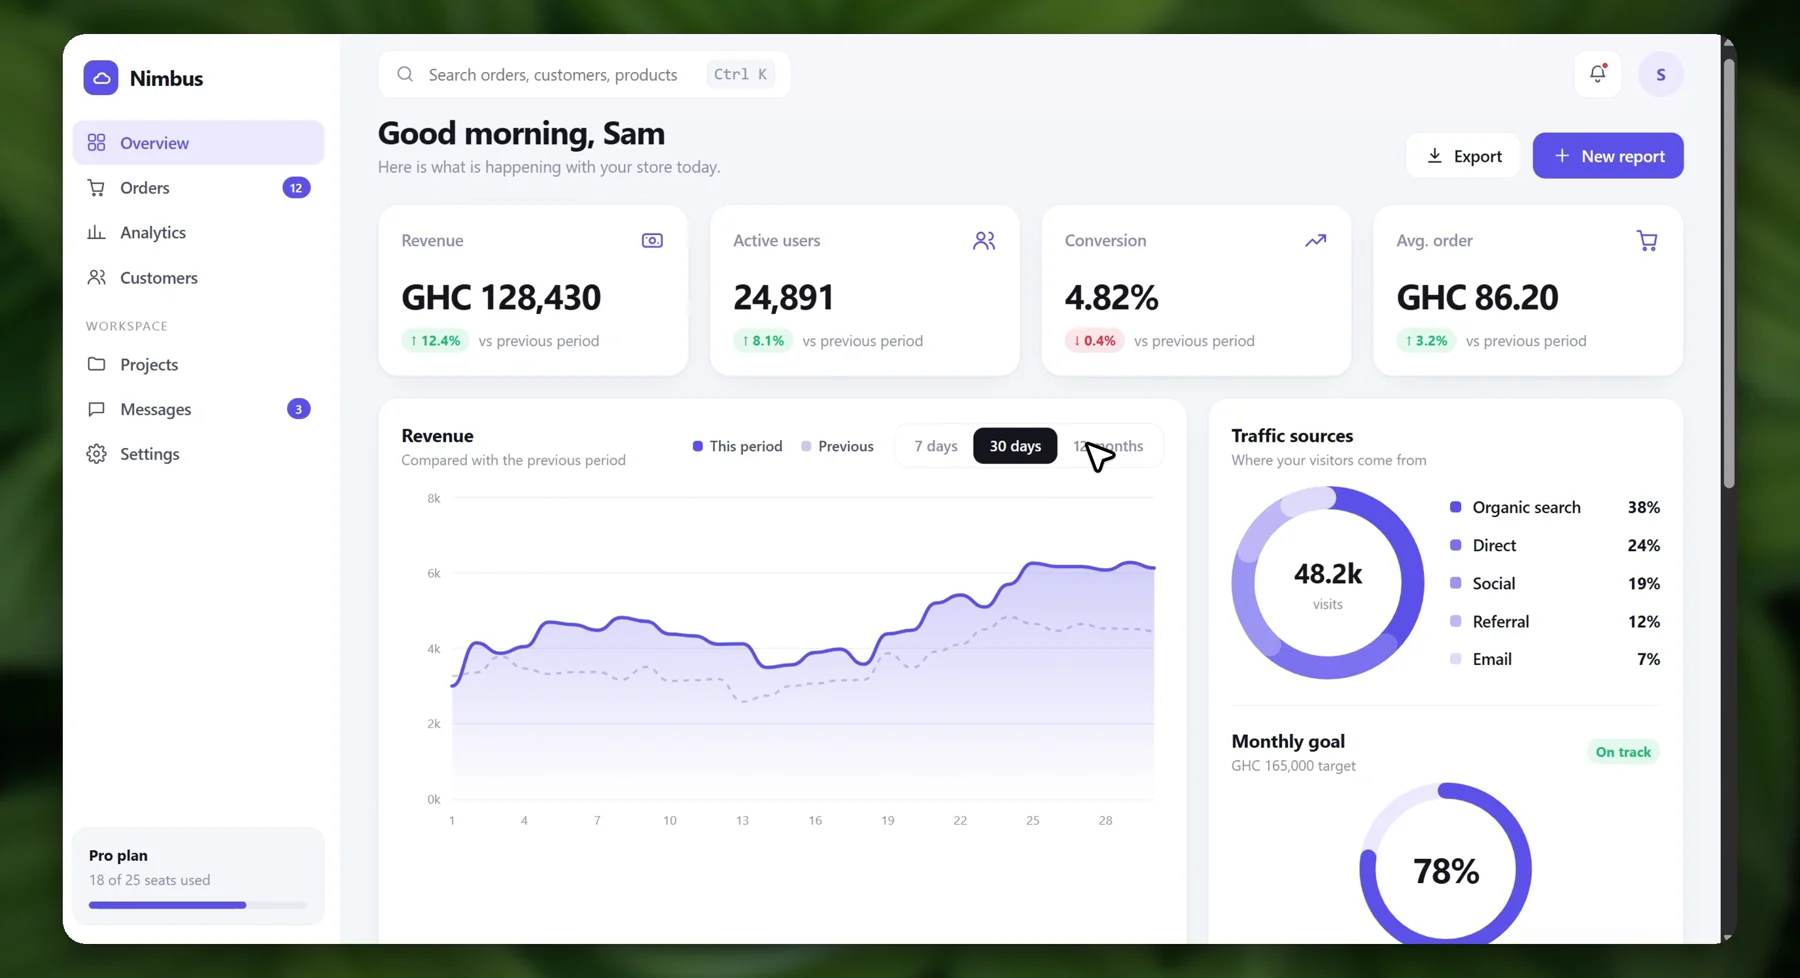 Nimbus
Search orders, customers, products Ctrl K
S
Overview
Orders 12
Analytics
Customers
WORKSPACE
Projects
Messages 3
Settings
Pro plan
18 of 25 seats used
Good morning, Sam
Here is what is happening with your store today.
Export
New report
Revenue
GHC 128,430
↑ 12.4% vs previous period
Active users
24,891
↑ 8.1% vs previous period
Conversion
4.82%
↓ 0.4% vs previous period
Avg. order
GHC 86.20
↑ 3.2% vs previous period
Revenue
Compared with the previous period
This period Previous
7 days 30 days
8k
6k
4k
2k
0k
1 4 7 10 13 16 19 22 25 28
Traffic sources
Where your visitors come from
48.2k
visits
Organic search 38%
Direct 24%
Social 19%
Referral 12%
Email 7%
Monthly goal
GHC 165,000 target
On track
78%